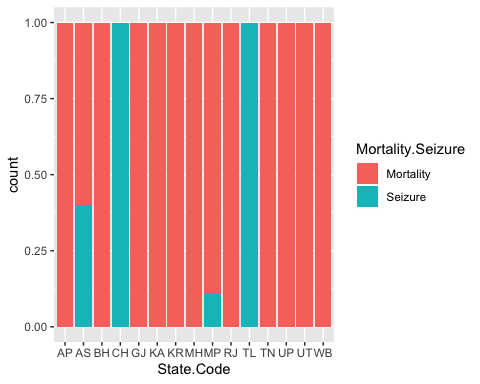 1.00
0.75
0.50
0.25
0.00
count
AP AS BH CH GJ KA KR MH MP RJ TL TN UP UT WB
State.Code
Mortality.Seizure
Mortality
Seizure